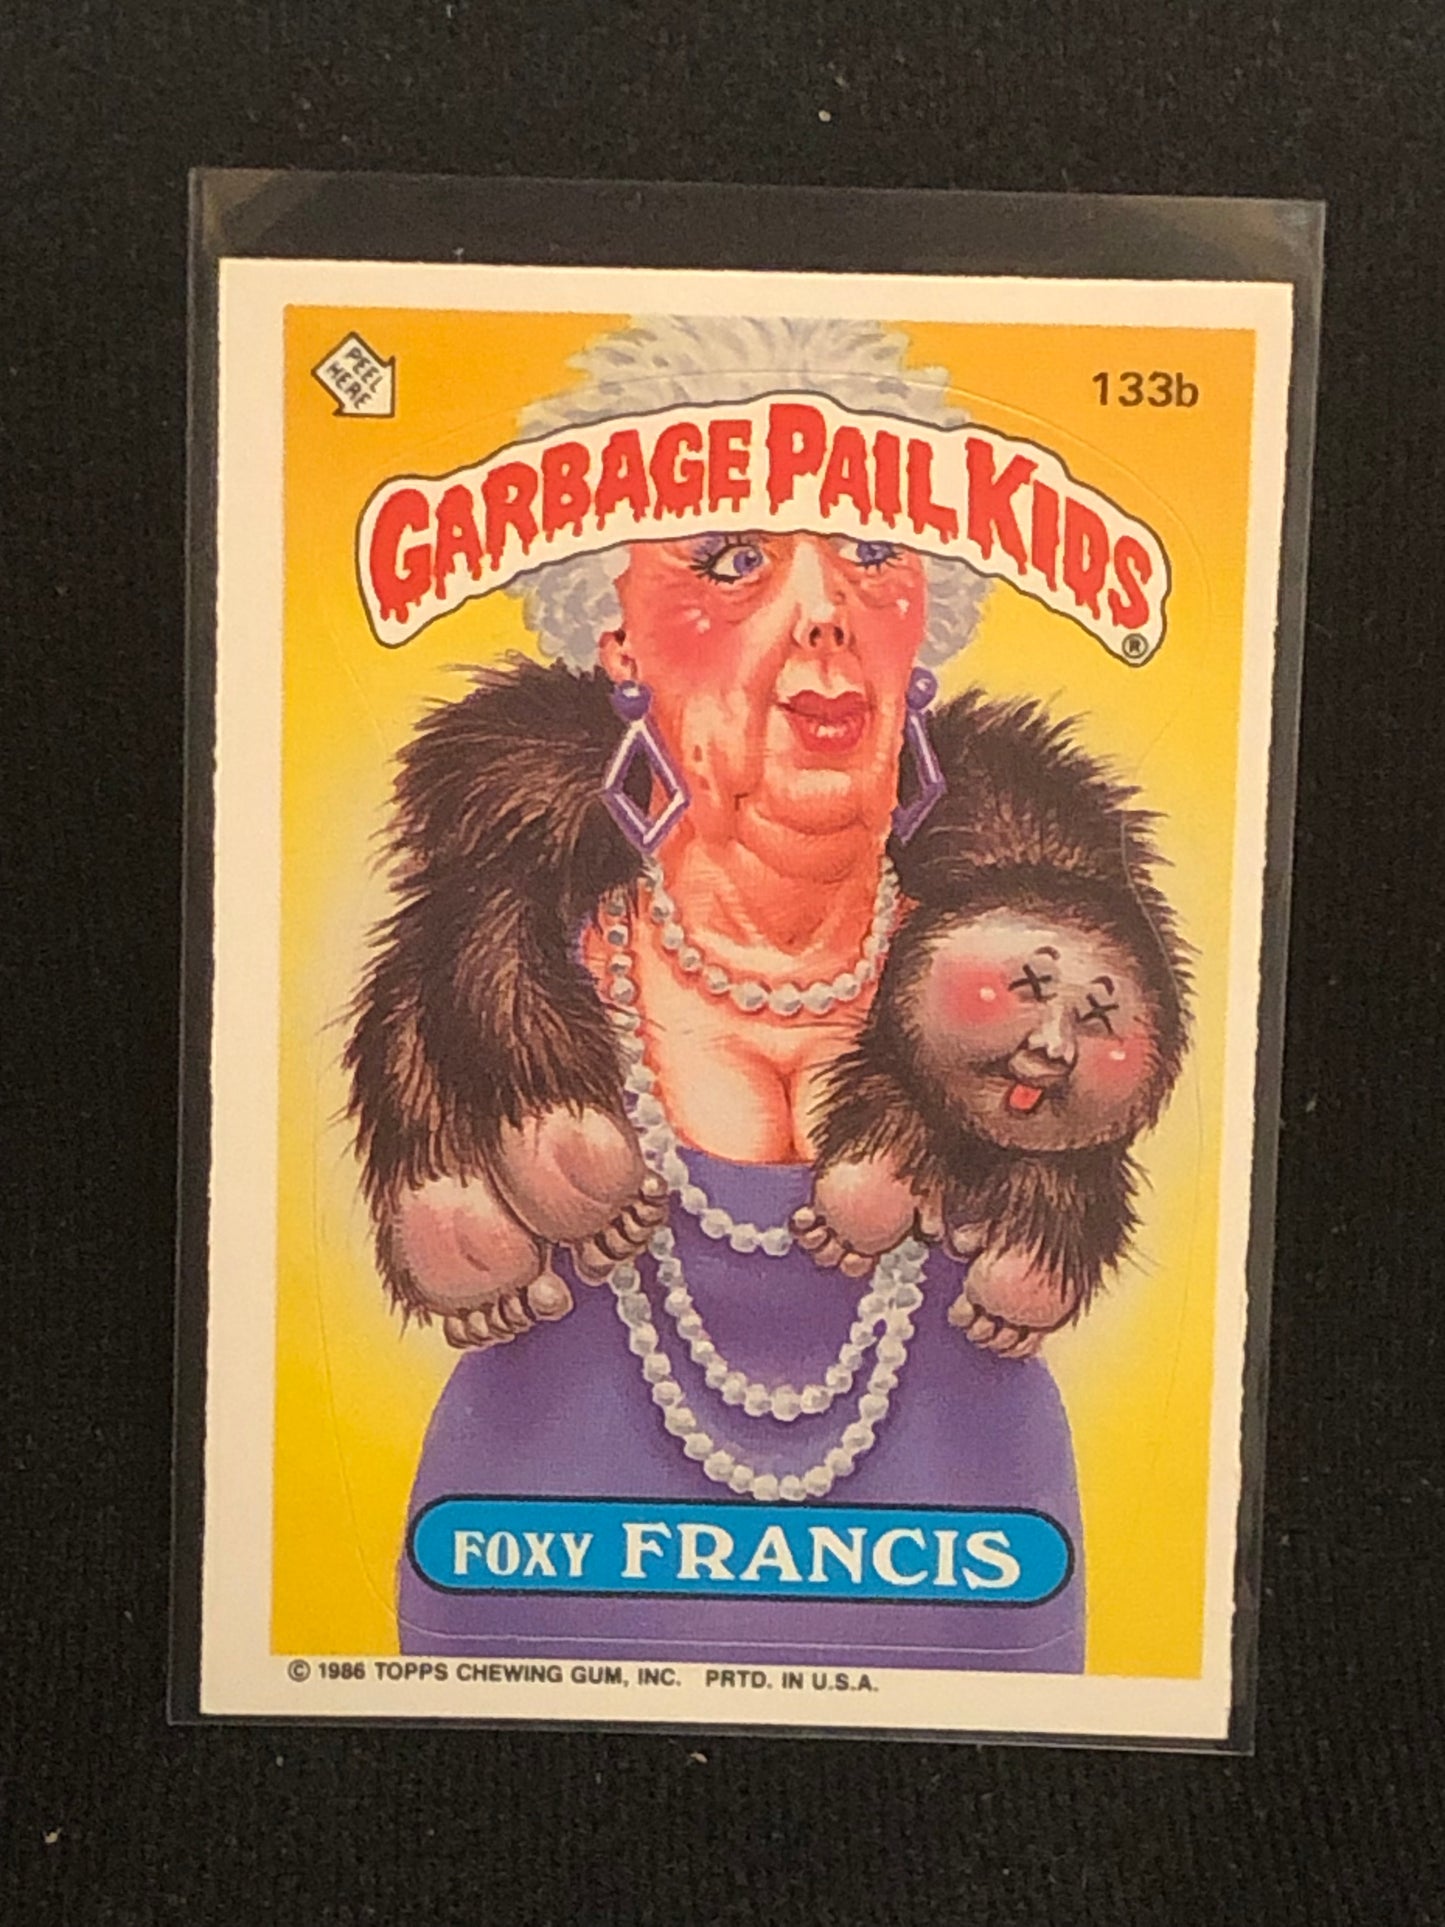 PEEL
HERE
133b
GARBAGE PAIL KIDS®
FOXY FRANCIS
© 1986 TOPPS CHEWING GUM, INC. PRTD. IN U.S.A.